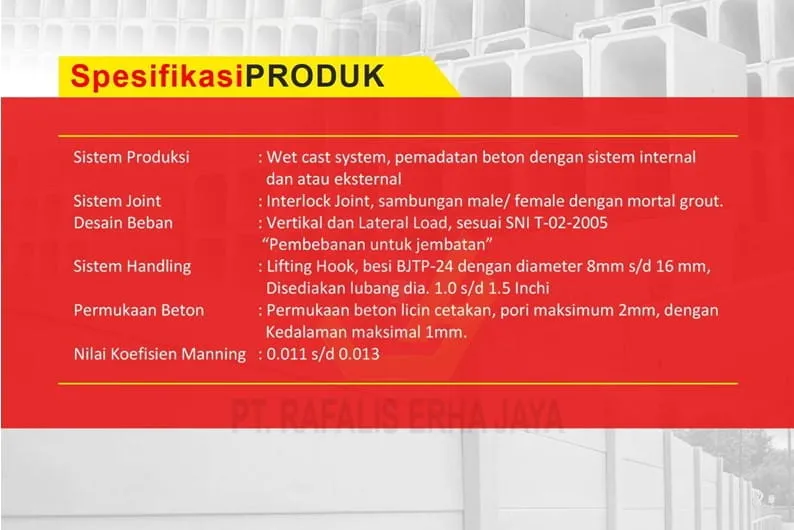 SpesifikasiPRODUK
Sistem Produksi : Wet cast system, pemadatan beton dengan sistem internal
dan atau eksternal
Sistem Joint : Interlock Joint, sambungan male/ female dengan mortal grout.
Desain Beban : Vertikal dan Lateral Load, sesuai SNI T-02-2005
“Pembebanan untuk jembatan”
Sistem Handling : Lifting Hook, besi BJTP-24 dengan diameter 8mm s/d 16 mm,
Disediakan lubang dia. 1.0 s/d 1.5 Inchi
Permukaan Beton : Permukaan beton licin cetakan, pori maksimum 2mm, dengan
Kedalaman maksimal 1mm.
Nilai Koefisien Manning : 0.011 s/d 0.013
PT. RAFALIS ERHA JAYA